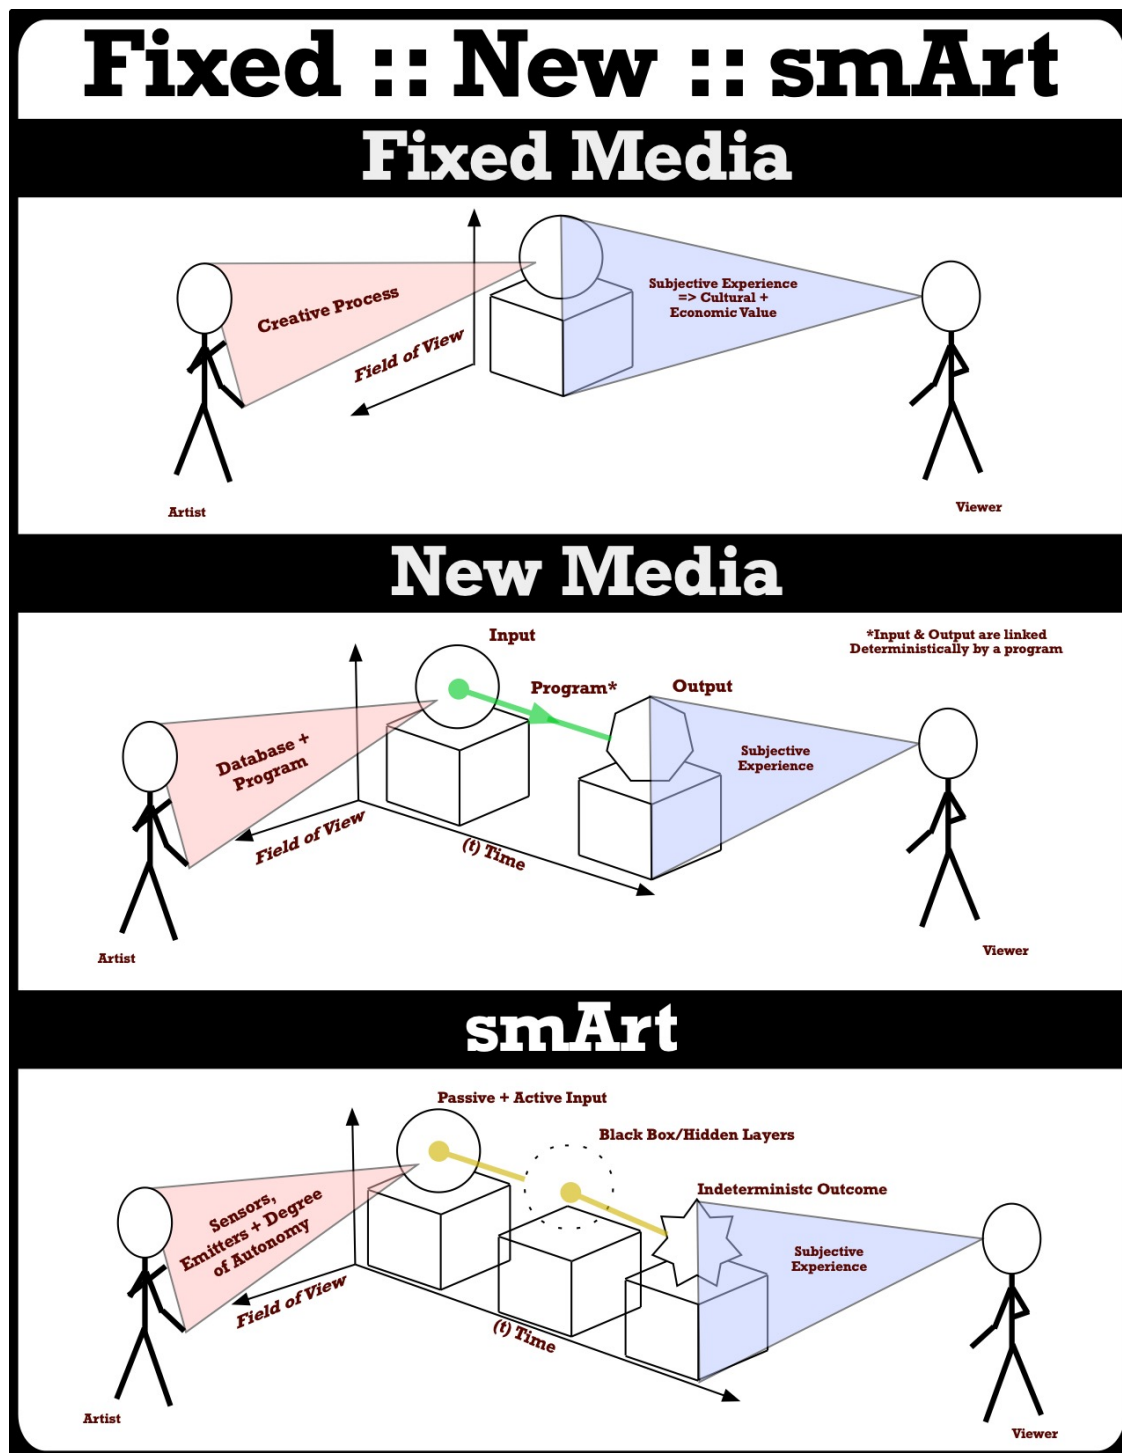 Fixed :: New :: smArt
Fixed Media
Creative Process
Field of View
Subjective Experience
=> Cultural +
Economic Value
Artist
Viewer
New Media
Input
*Input & Output are linked
Deterministically by a program
Program*
Output
Database +
Program
Subjective
Experience
Field of View
(t) Time
Artist
Viewer
smArt
Passive + Active Input
Black Box/Hidden Layers
Indeterministc Outcome
Sensors,
Emitters + Degree
of Autonomy
Subjective
Experience
Field of View
(t) Time
Artist
Viewer